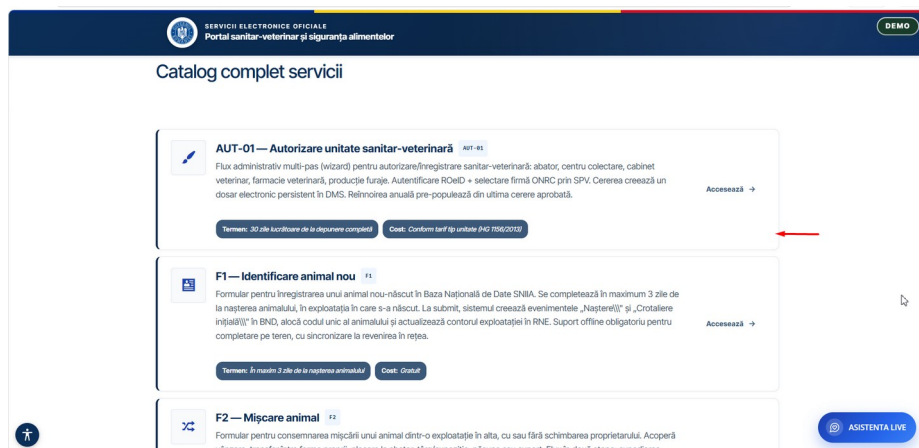 SERVICII ELECTRONICE OFICIALE
Portal sanitar-veterinar și siguranța alimentelor
DEMO
Catalog complet servicii
AUT-01 — Autorizare unitate sanitar-veterinară AUT-01
Flux administrativ multi-pas (wizard) pentru autorizare/înregistrare sanitar-veterinară: abator, centru colectare, cabinet
veterinar, farmacie veterinară, producție furaje. Autentificare ROeID + selectare firmă ONRC prin SPV. Cererea creează un
dosar electronic persistent în DMS. Reînnoirea anuală pre-populează din ultima cerere aprobată.
Accesează →
Termen: 30 zile lucrătoare de la depunere completă Cost: Conform tarif tip unitate (HG 1156/2013)
F1 — Identificare animal nou F1
Formular pentru înregistrarea unui animal nou-născut în Baza Națională de Date SNIIA. Se completează în maximum 3 zile de
la nașterea animalului, în exploatația în care s-a născut. La submit, sistemul creează evenimentele „Naștere\\\" și „Crotaliere
inițială\\\" în BND, alocă codul unic al animalului și actualizează contorul exploatației în RNE. Suport offline obligatoriu pentru
completare pe teren, cu sincronizare la revenirea în rețea.
Accesează →
Termen: În maxim 3 zile de la nașterea animalului Cost: Gratuit
F2 — Mișcare animal F2
Formular pentru consemnarea mișcării unui animal dintr-o exploatație în alta, cu sau fără schimbarea proprietarului. Acoperă
ASISTENTA LIVE